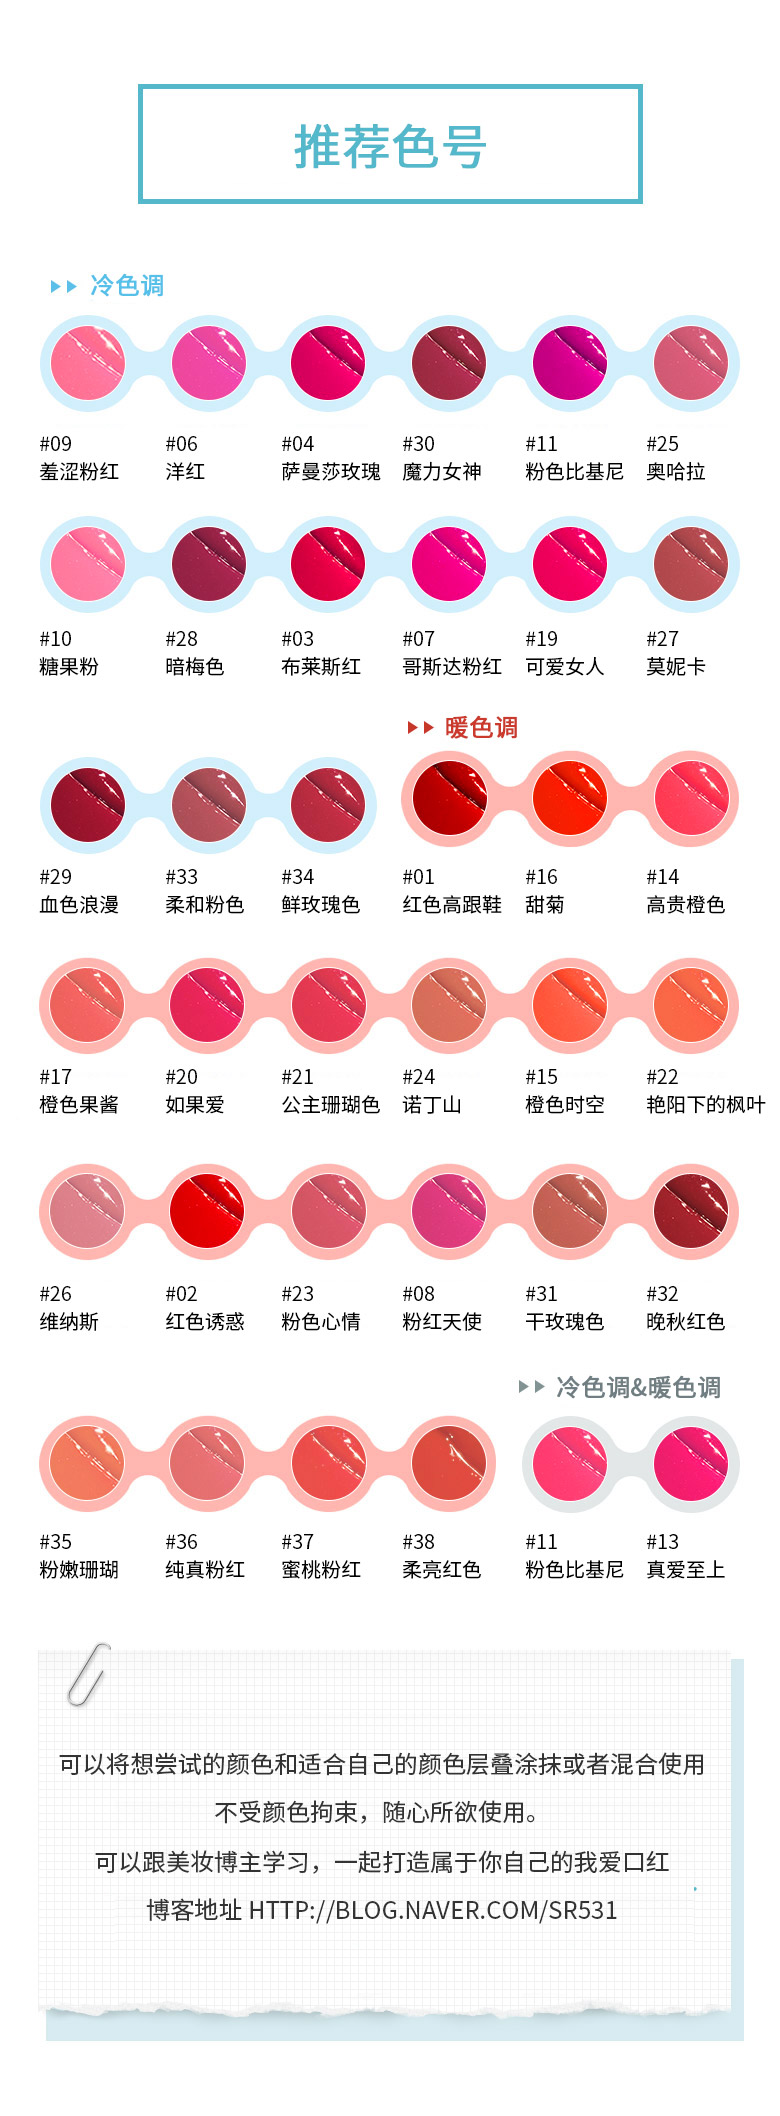 推荐色号
冷色调
#09 #06 #04 #30 #11 #25
羞涩粉红 洋红 萨曼莎玫瑰 魔力女神 粉色比基尼 奥哈拉
#10 #28 #03 #07 #19 #27
糖果粉 暗梅色 布莱斯红 哥斯达粉红 可爱女人 莫妮卡
暖色调
#29 #33 #34 #01 #16 #14
血色浪漫 柔和粉色 鲜玫瑰色 红色高跟鞋 甜菊 高贵橙色
#17 #20 #21 #24 #15 #22
橙色果酱 如果爱 公主珊瑚色 诺丁山 橙色时空 艳阳下的枫叶
#26 #02 #23 #08 #31 #32
维纳斯 红色诱惑 粉色心情 粉红天使 干玫瑰色 晚秋红色
冷色调&暖色调
#35 #36 #37 #38 #11 #13
粉嫩珊瑚 纯真粉红 蜜桃粉红 柔亮红色 粉色比基尼 真爱至上
可以将想尝试的颜色和适合自己的颜色层叠涂抹或者混合使用
不受颜色拘束，随心所欲使用。
可以跟美妆博主学习，一起打造属于你自己的我爱口红
博客地址 HTTP://BLOG.NAVER.COM/SR531